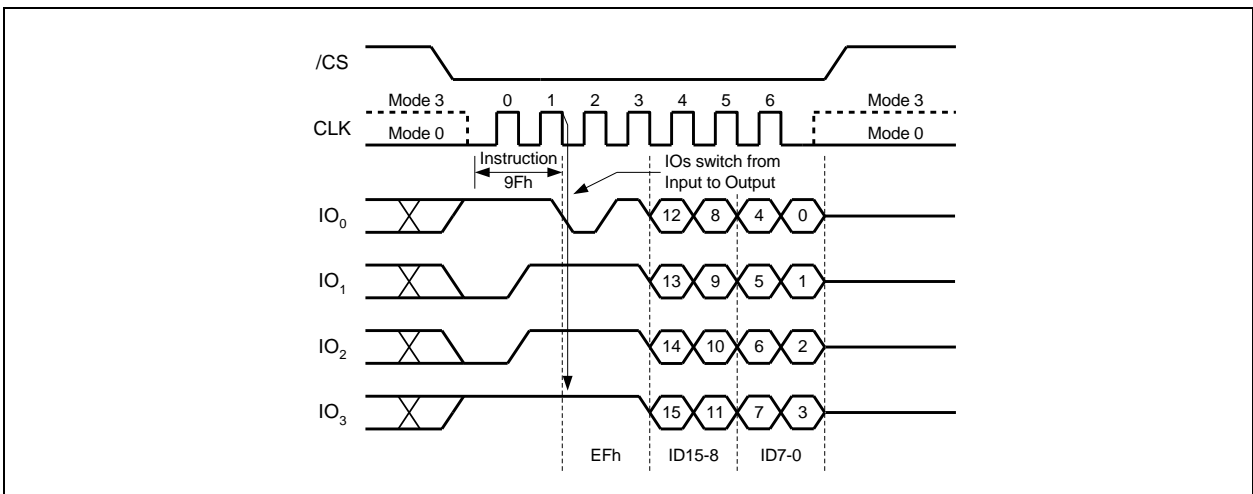 /CS
Mode 3 0 1 2 3 4 5 6 Mode 3
CLK Mode 0 Mode 0
Instruction IOs switch from
9Fh Input to Output
IO0 12 8 4 0
IO1 13 9 5 1
IO2 14 10 6 2
IO3 15 11 7 3
EFh ID15-8 ID7-0